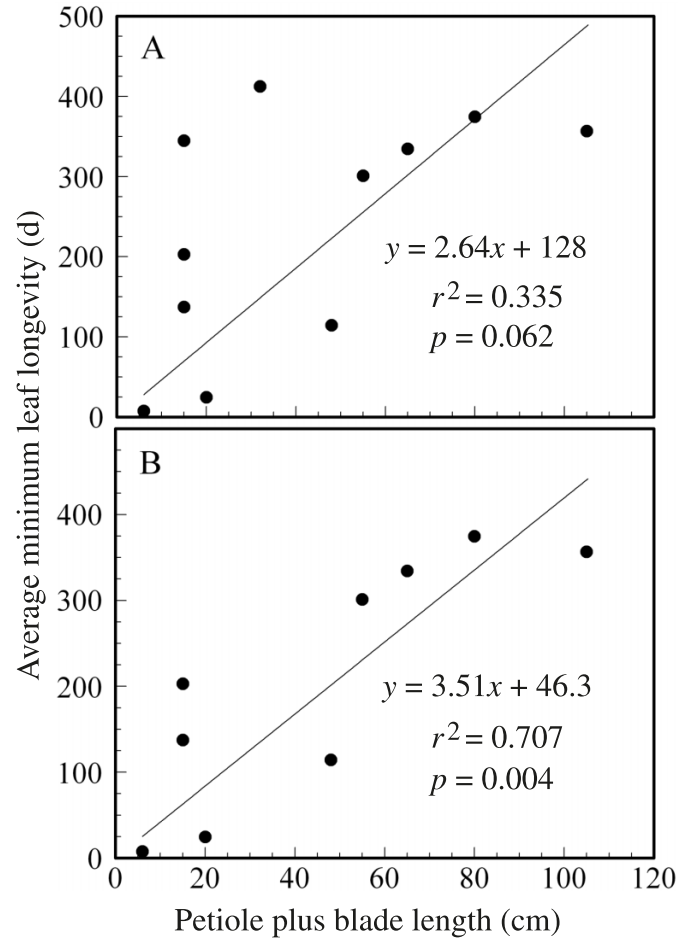 500
A
400
300
200
100
0
y = 2.64x + 128
r2 = 0.335
p = 0.062
Average minimum leaf longevity (d)
B
400
300
200
100
0
y = 3.51x + 46.3
r2 = 0.707
p = 0.004
0 20 40 60 80 100 120
Petiole plus blade length (cm)